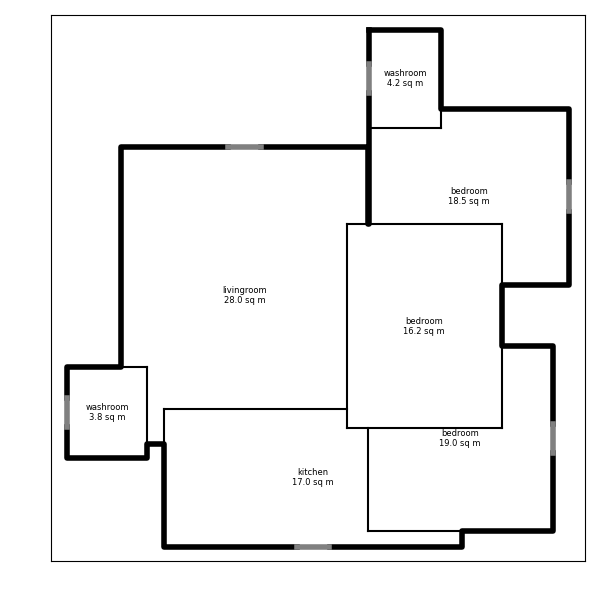 washroom
4.2 sq m
bedroom
18.5 sq m
livingroom
28.0 sq m
bedroom
16.2 sq m
washroom
3.8 sq m
bedroom
19.0 sq m
kitchen
17.0 sq m